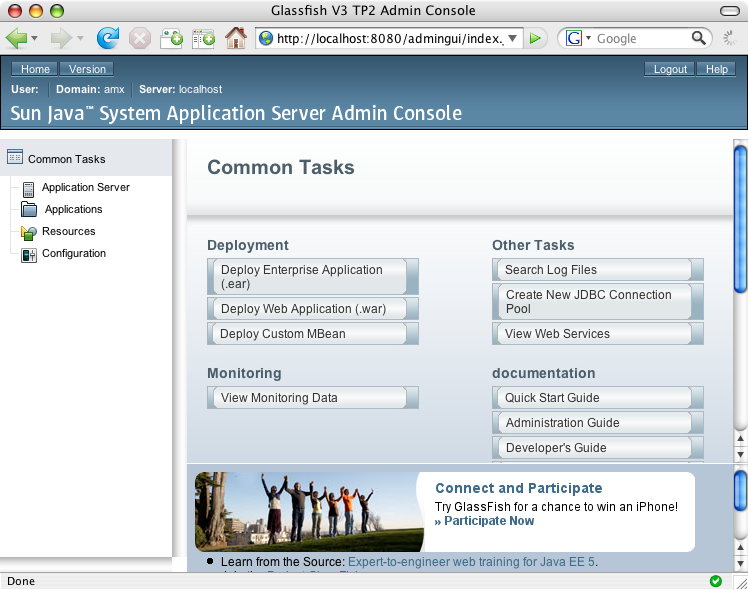 Glassfish V3 TP2 Admin Console
http://localhost:8080/admingui/index.
G
Google
Home
Version
Logout
Help
User:
Domain: amx
Server: localhost
Sun Java™ System Application Server Admin Console
Common Tasks
Application Server
Applications
Resources
Configuration
Common Tasks
Deployment
Deploy Enterprise Application
(.ear)
Deploy Web Application (.war)
Deploy Custom MBean
Monitoring
View Monitoring Data
Other Tasks
Search Log Files
Create New JDBC Connection
Pool
View Web Services
documentation
Quick Start Guide
Administration Guide
Developer's Guide
Connect and Participate
Try GlassFish for a chance to win an iPhone!
» Participate Now
Learn from the Source: Expert-to-engineer web training for Java EE 5.
Done